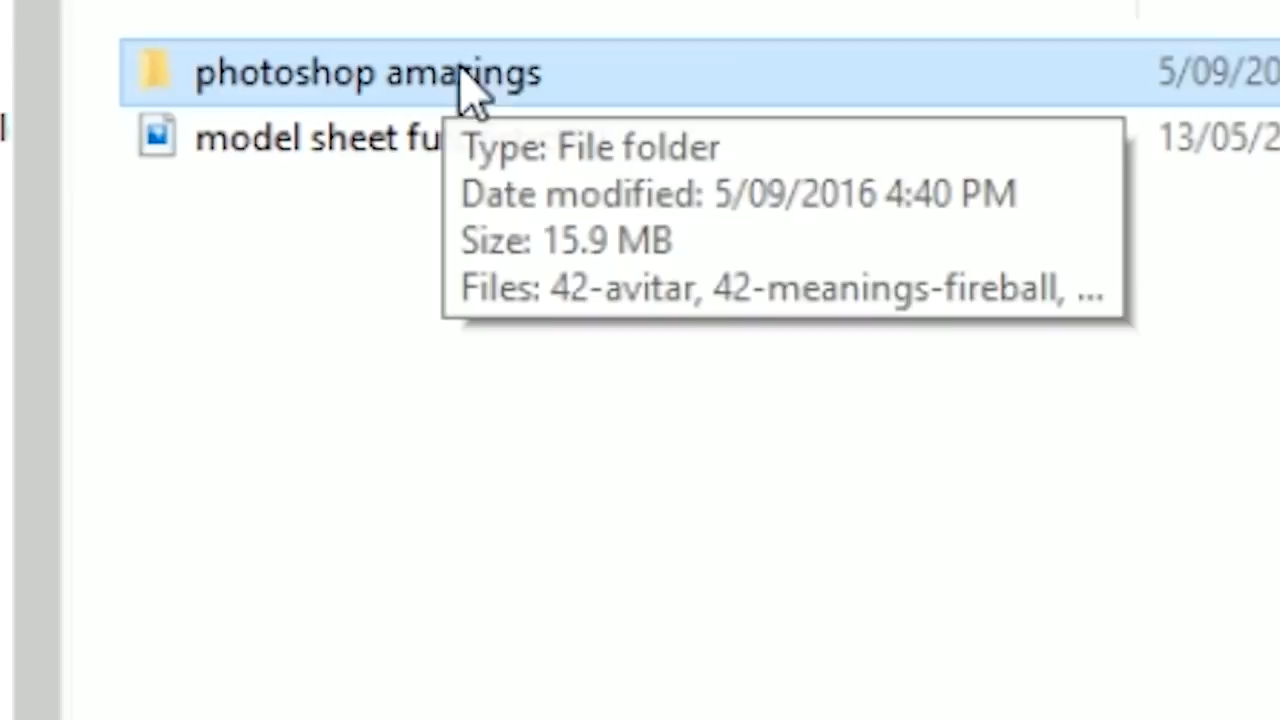 photoshop amazings 5/09/20
model sheet fu 13/05/2
Type: File folder
Date modified: 5/09/2016 4:40 PM
Size: 15.9 MB
Files: 42-avitar, 42-meanings-fireball, ...